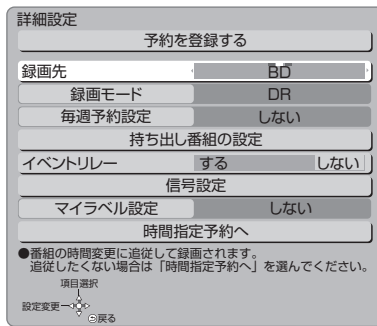 詳細設定
予約を登録する
録画先 BD
録画モード DR
毎週予約設定 しない
持ち出し番組の設定
イベントリレー する しない
信号設定
マイラベル設定 しない
時間指定予約へ
●番組の時間変更に追従して録画されます。
追従したくない場合は「時間指定予約へ」を選んでください。
項目選択
設定変更
戻る